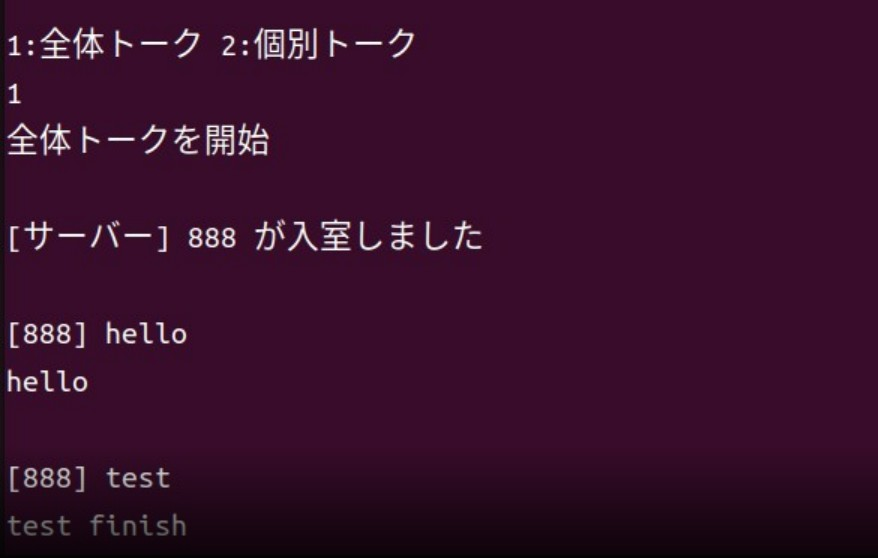 1:全体トーク 2:個別トーク
1
全体トークを開始
[サーバー] 888 が入室しました
[888] hello
hello
[888] test
test finish